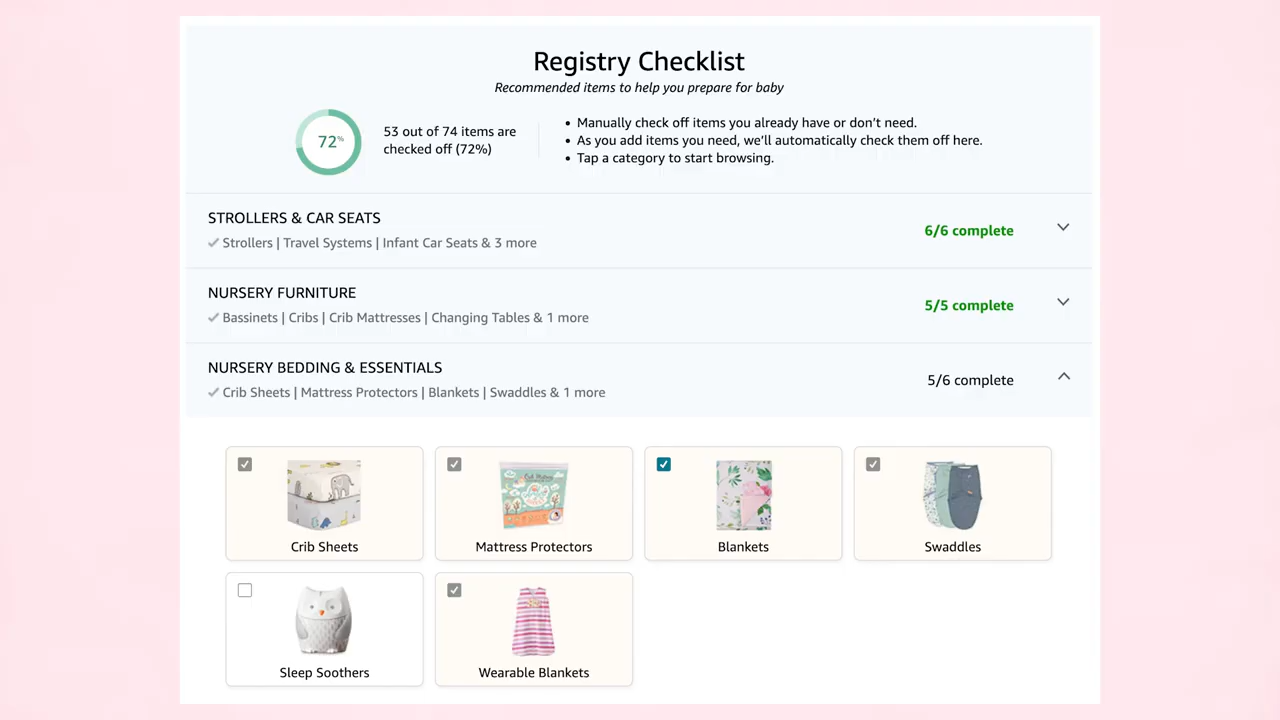 Registry Checklist
Recommended items to help you prepare for baby
72%
53 out of 74 items are
checked off (72%)
• Manually check off items you already have or don’t need.
• As you add items you need, we’ll automatically check them off here.
• Tap a category to start browsing.
STROLLERS & CAR SEATS
Strollers | Travel Systems | Infant Car Seats & 3 more
6/6 complete
NURSERY FURNITURE
Bassinets | Cribs | Crib Mattresses | Changing Tables & 1 more
5/5 complete
NURSERY BEDDING & ESSENTIALS
Crib Sheets | Mattress Protectors | Blankets | Swaddles & 1 more
5/6 complete
Crib Sheets
Mattress Protectors
Blankets
Swaddles
Sleep Soothers
Wearable Blankets